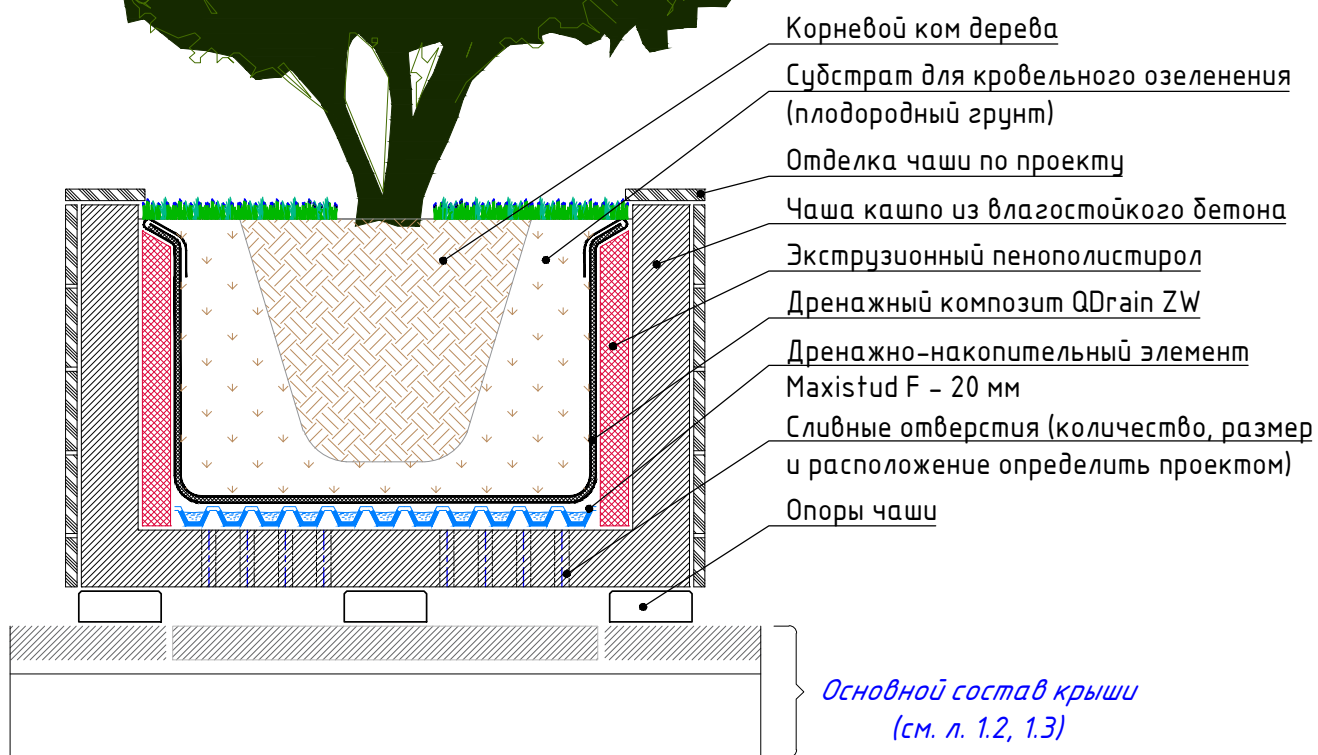 Корневой ком дерева
Субстрат для кровельного озеленения
(плодородный грунт)
Отделка чаши по проекту
Чаша кашпо из влагостойкого бетона
Экструзионный пенополистирол
Дренажный композит QDrain ZW
Дренажно-накопительный элемент
Maxistud F - 20 мм
Сливные отверстия (количество, размер
и расположение определить проектом)
Опоры чаши
Основной состав крыши
(см. л. 1.2, 1.3)